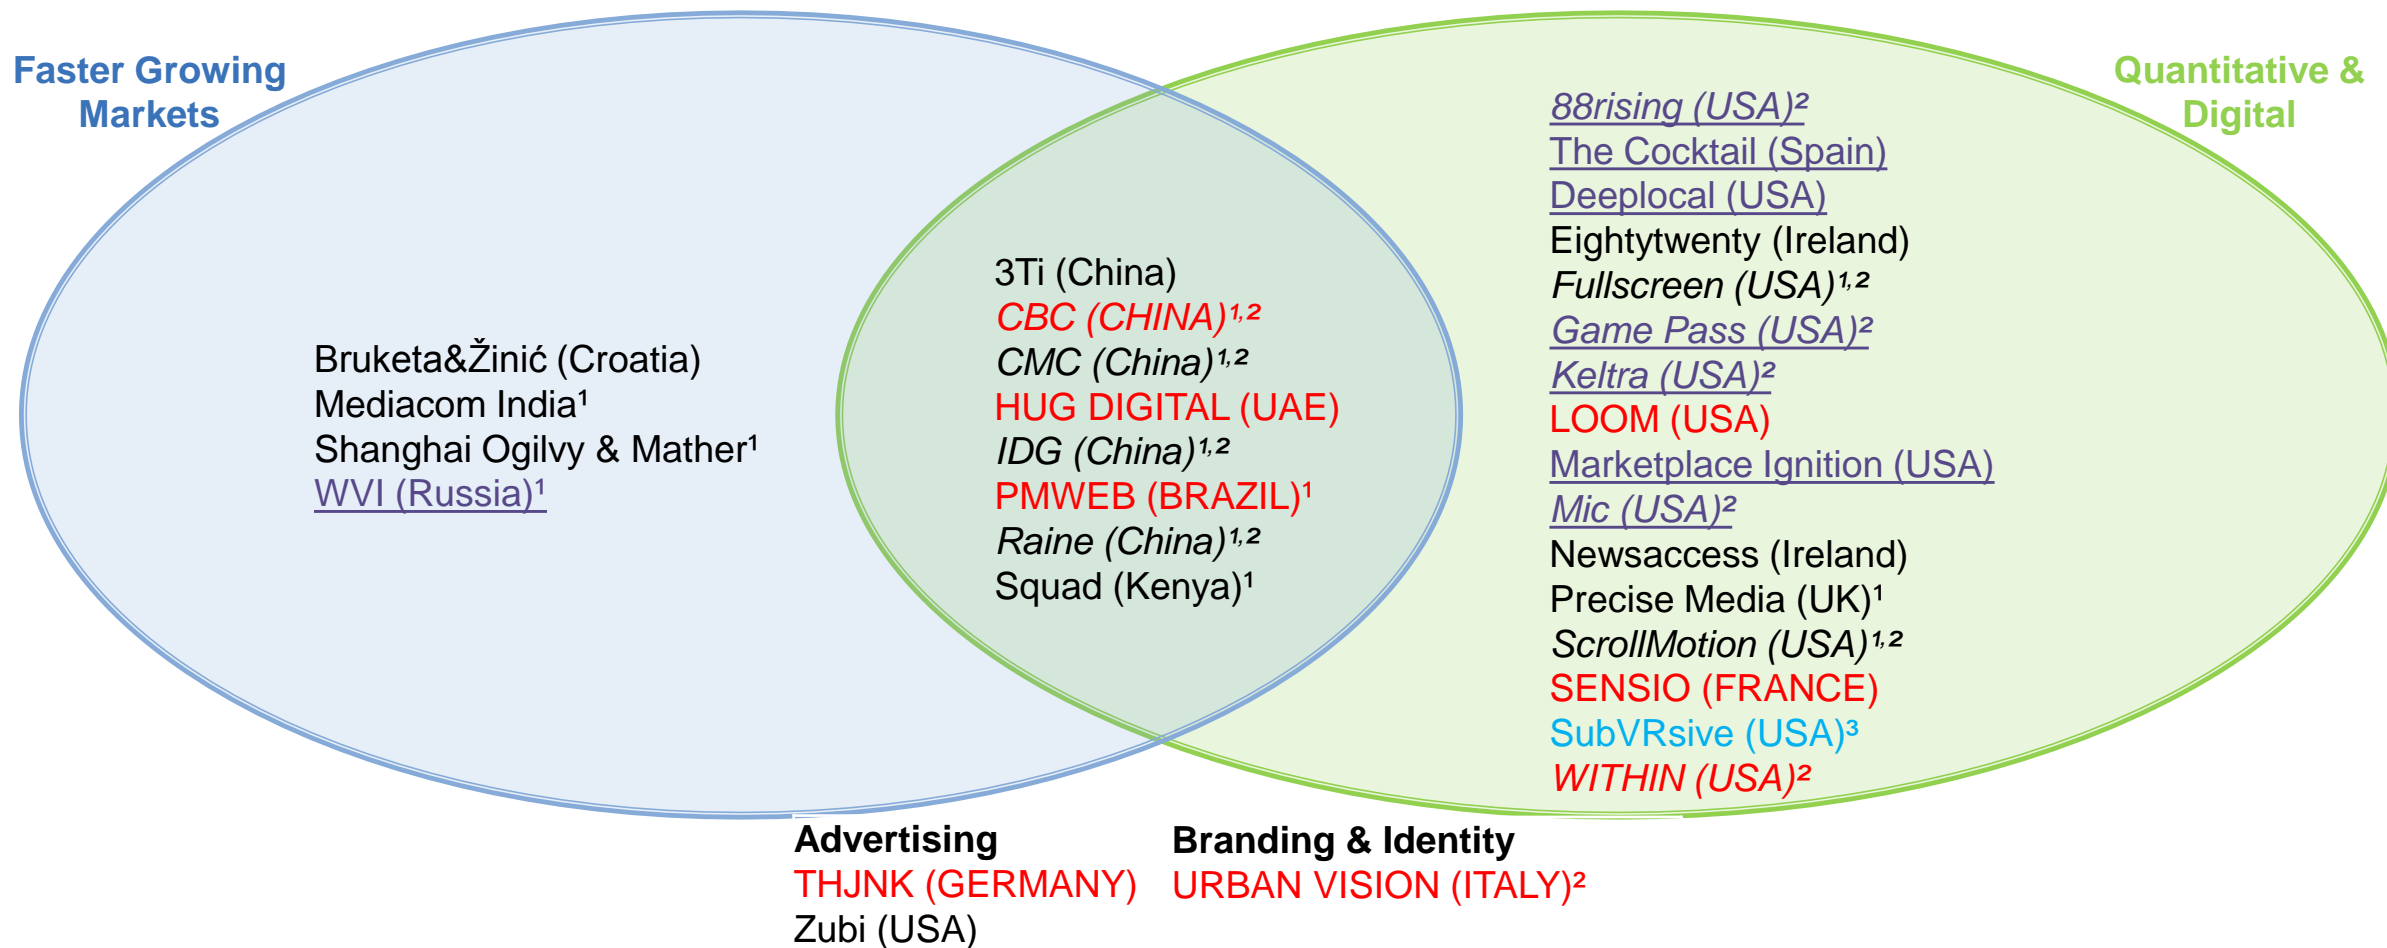 Faster Growing
Markets
Bruketa&Žinić (Croatia)
Mediacom India¹
Shanghai Ogilvy & Mather¹
WVI (Russia)¹
3Ti (China)
CBC (CHINA)¹,²
CMC (China)¹,²
HUG DIGITAL (UAE)
IDG (China)¹,²
PMWEB (BRAZIL)¹
Raine (China)¹,²
Squad (Kenya)¹
Quantitative &
Digital
88rising (USA)²
The Cocktail (Spain)
Deeplocal (USA)
Eightytwenty (Ireland)
Fullscreen (USA)¹,²
Game Pass (USA)²
Keltra (USA)²
LOOM (USA)
Marketplace Ignition (USA)
Mic (USA)²
Newsaccess (Ireland)
Precise Media (UK)¹
ScrollMotion (USA)¹,²
SENSIO (FRANCE)
SubVRsive (USA)³
WITHIN (USA)²
Advertising
THJNK (GERMANY)
Zubi (USA)
Branding & Identity
URBAN VISION (ITALY)²